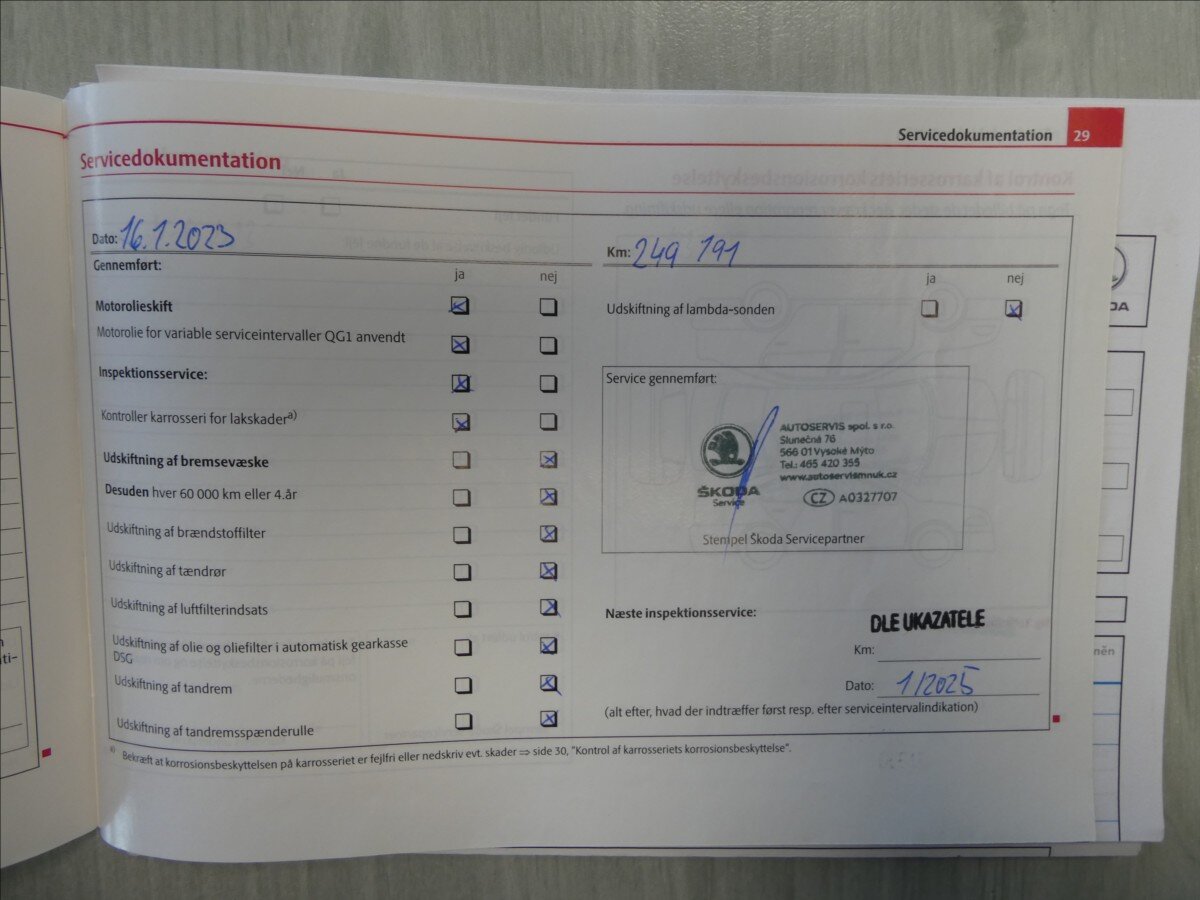 Servicedokumentation 29
Servicedokumentation
Dato: 16.1.2023
Km: 249 191
Gennemført:
ja nej
ja nej
Motorolieskift
Udskiftning af lambda-sonden
Motorolie for variable serviceintervaller QG1 anvendt
Inspektionsservice:
Kontroller karrosseri for lakskader a)
Udskiftning af bremsevæske
Desuden hver 60 000 km eller 4.år
Udskiftning af brændstoffilter
Udskiftning af tændrør
Udskiftning af luftfilterindsats
Udskiftning af olie og oliefilter i automatisk gearkasse
DSG
Udskiftning af tandrem
Udskiftning af tandremsspænderulle
Service gennemført:
AUTOSERVIS spol. s r.o.
Slunečná 76
566 01 Vysoké Mýto
Tel.: 465 420 355
www.autoservismnuk.cz
ŠKODA
Service
CZ A0327707
Stempel Škoda Servicepartner
Næste inspektionsservice:
DLE UKAZATELE
Km:
Dato: 1/2025
(alt efter, hvad der indtræffer først resp. efter serviceintervalindikation)
a) Bekræft at korrosionsbeskyttelsen på karrosseriet er fejlfri eller nedskriv evt. skader ⇒ side 30, "Kontrol af karrosseriets korrosionsbeskyttelse".